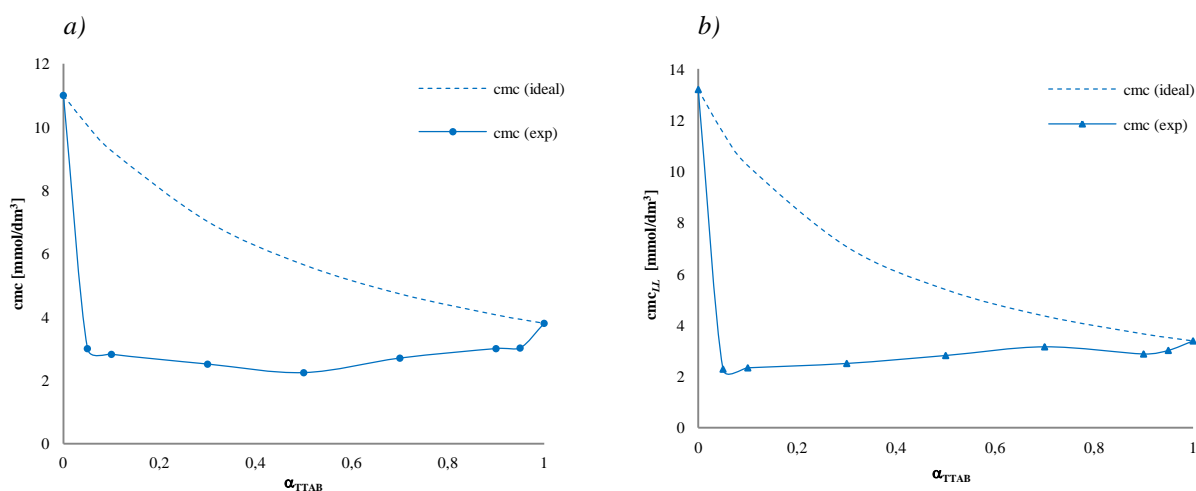 a)
12
10
8
6
4
2
0
cmc [mmol/dm³]
cmc (ideal)
cmc (exp)
0 0,2 0,4 0,6 0,8 1
αTTAB
b)
14
12
10
8
6
4
2
0
cmcLL [mmol/dm³]
cmc (ideal)
cmc (exp)
0 0,2 0,4 0,6 0,8 1
αTTAB